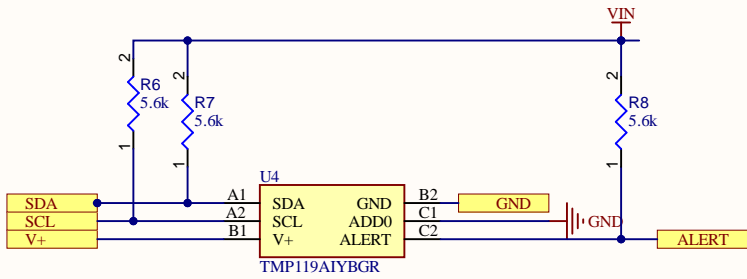 VIN
2
R6
5.6k
1
2
R7
5.6k
1
2
R8
5.6k
1
U4
SDA A1 SDA GND B2 GND
SCL A2 SCL ADD0 C1 GND
V+ B1 V+ ALERT C2 ALERT
TMP119AIYBGR